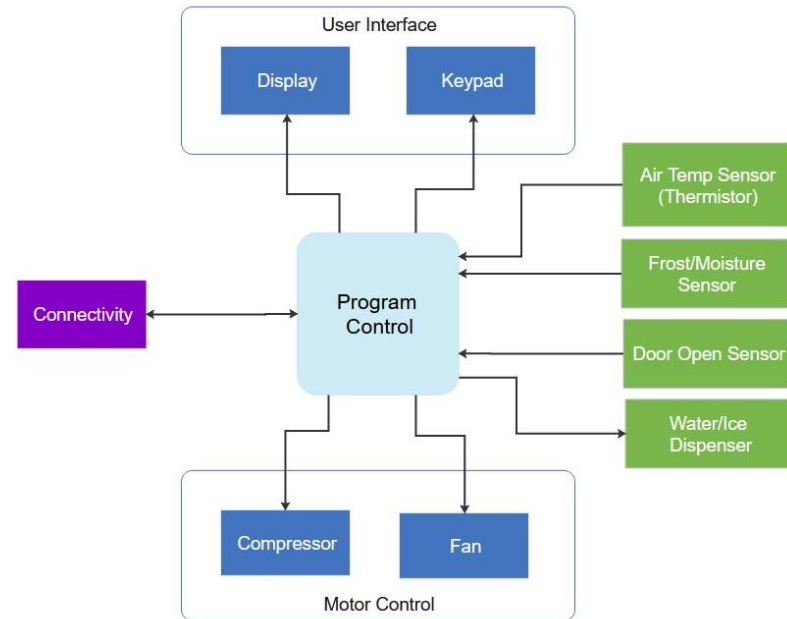 User Interface
Display
Keypad
Air Temp Sensor
(Thermistor)
Frost/Moisture
Sensor
Program
Control
Connectivity
Door Open Sensor
Water/Ice
Dispenser
Compressor
Fan
Motor Control